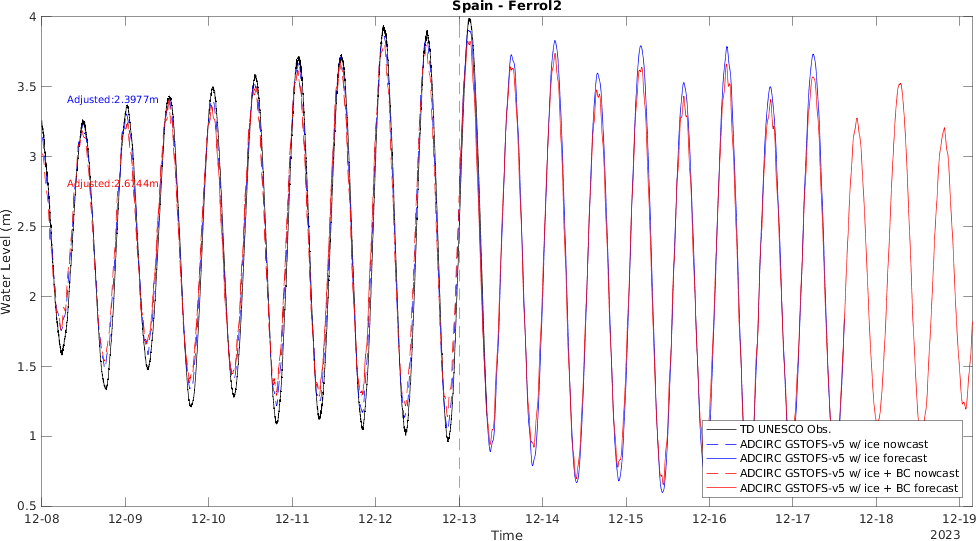 Spain - Ferrol2
4
3.5
3
2.5
2
1.5
1
0.5
Water Level (m)
Adjusted:2.3977m
Adjusted:2.6744m
TD UNESCO Obs.
ADCIRC GSTOFS-v5 w/ ice nowcast
ADCIRC GSTOFS-v5 w/ ice forecast
ADCIRC GSTOFS-v5 w/ ice + BC nowcast
ADCIRC GSTOFS-v5 w/ ice + BC forecast
12-08 12-09 12-10 12-11 12-12 12-13 12-14 12-15 12-16 12-17 12-18 12-19
Time
2023